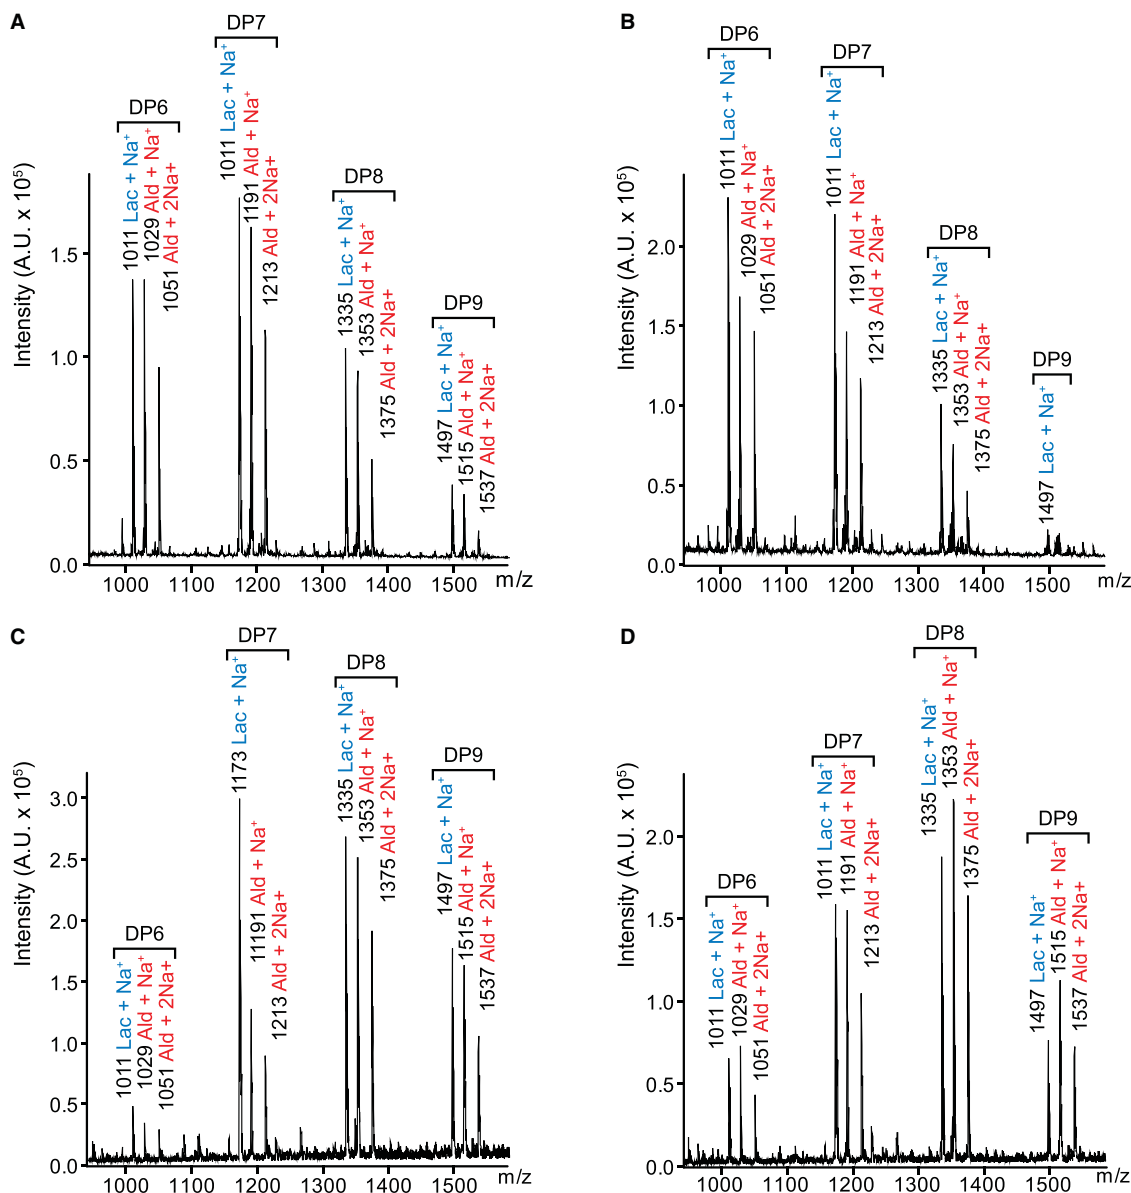 A
DP7
DP6
DP8
DP9
1011 Lac + Na⁺
1029 Ald + Na⁺
1051 Ald + 2Na+
1011 Lac + Na⁺
1191 Ald + Na⁺
1213 Ald + 2Na+
1335 Lac + Na⁺
1353 Ald + Na⁺
1375 Ald + 2Na+
1497 Lac + Na⁺
1515 Ald + Na⁺
1537 Ald + 2Na+
Intensity (A.U. x 10⁵)
1.5
1.0
0.5
0.0
1000 1100 1200 1300 1400 1500 m/z
B
DP6
DP7
DP8
DP9
1011 Lac + Na⁺
1029 Ald + Na⁺
1051 Ald + 2Na+
1011 Lac + Na⁺
1191 Ald + Na⁺
1213 Ald + 2Na+
1335 Lac + Na⁺
1353 Ald + Na⁺
1375 Ald + 2Na+
1497 Lac + Na⁺
Intensity (A.U. x 10⁵)
2.0
1.5
1.0
0.5
0.0
1000 1100 1200 1300 1400 1500 m/z
C
DP7
DP8
DP9
DP6
1011 Lac + Na⁺
1029 Ald + Na⁺
1051 Ald + 2Na+
1173 Lac + Na⁺
11191 Ald + Na⁺
1213 Ald + 2Na+
1335 Lac + Na⁺
1353 Ald + Na⁺
1375 Ald + 2Na+
1497 Lac + Na⁺
1515 Ald + Na⁺
1537 Ald + 2Na+
Intensity (A.U. x 10⁵)
3.0
2.5
2.0
1.5
1.0
0.5
0.0
1000 1100 1200 1300 1400 1500 m/z
D
DP8
DP7
DP9
DP6
1011 Lac + Na⁺
1029 Ald + Na⁺
1051 Ald + 2Na+
1011 Lac + Na⁺
1191 Ald + Na⁺
1213 Ald + 2Na+
1335 Lac + Na⁺
1353 Ald + Na⁺
1375 Ald + 2Na+
1497 Lac + Na⁺
1515 Ald + Na⁺
1537 Ald + 2Na+
Intensity (A.U. x 10⁵)
2.0
1.5
1.0
0.5
0.0
1000 1100 1200 1300 1400 1500 m/z